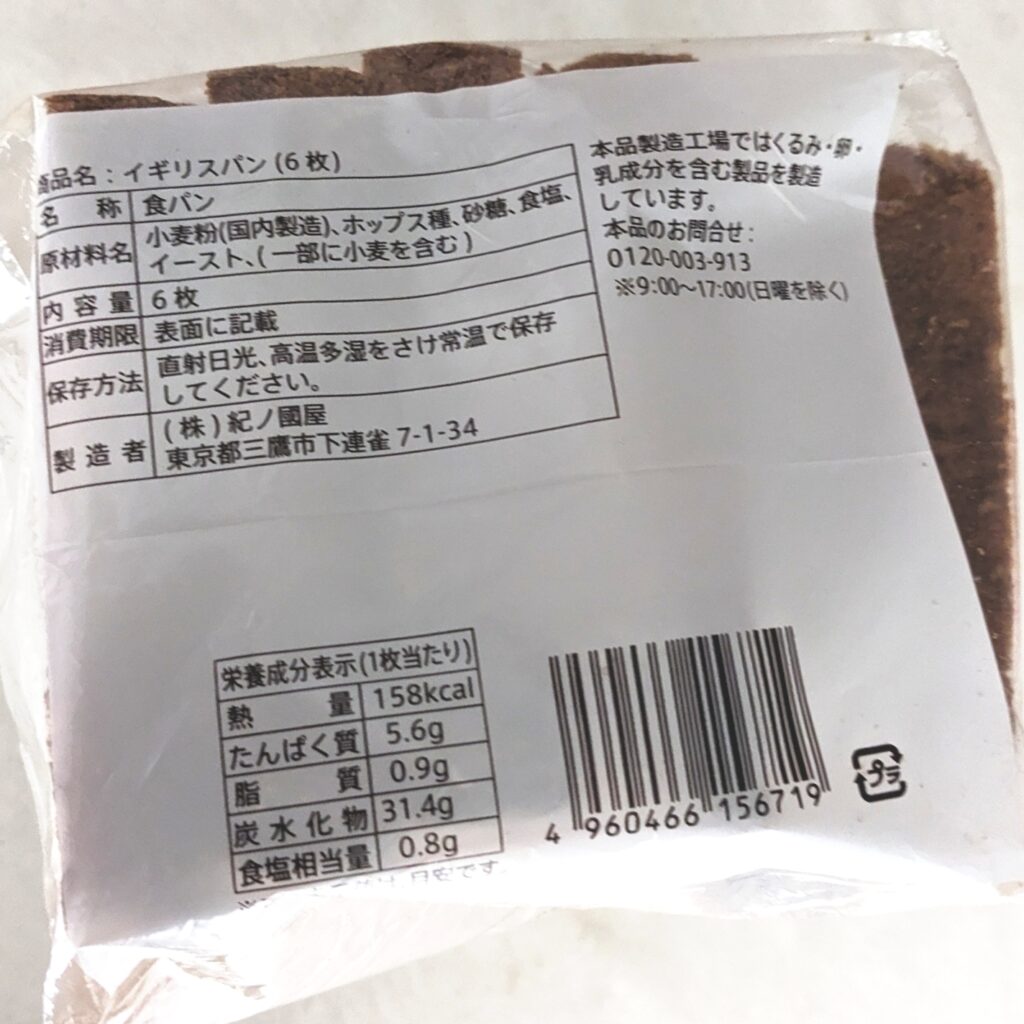 商品名：イギリスパン(6枚)
名称 食パン
原材料名 小麦粉(国内製造)、ホップス種、砂糖、食塩、
イースト、(一部に小麦を含む)
内容量 6枚
消費期限 表面に記載
保存方法 直射日光、高温多湿をさけ常温で保存
してください。
製造者 (株)紀ノ國屋
東京都三鷹市下連雀 7-1-34
本品製造工場ではくるみ・卵・
乳成分を含む製品を製造
しています。
本品のお問合せ：
0120-003-913
※9:00～17:00(日曜を除く)
栄養成分表示(1枚当たり)
熱量 158kcal
たんぱく質 5.6g
脂質 0.9g
炭水化物 31.4g
食塩相当量 0.8g
目安です。
4 960466 156719
プラ